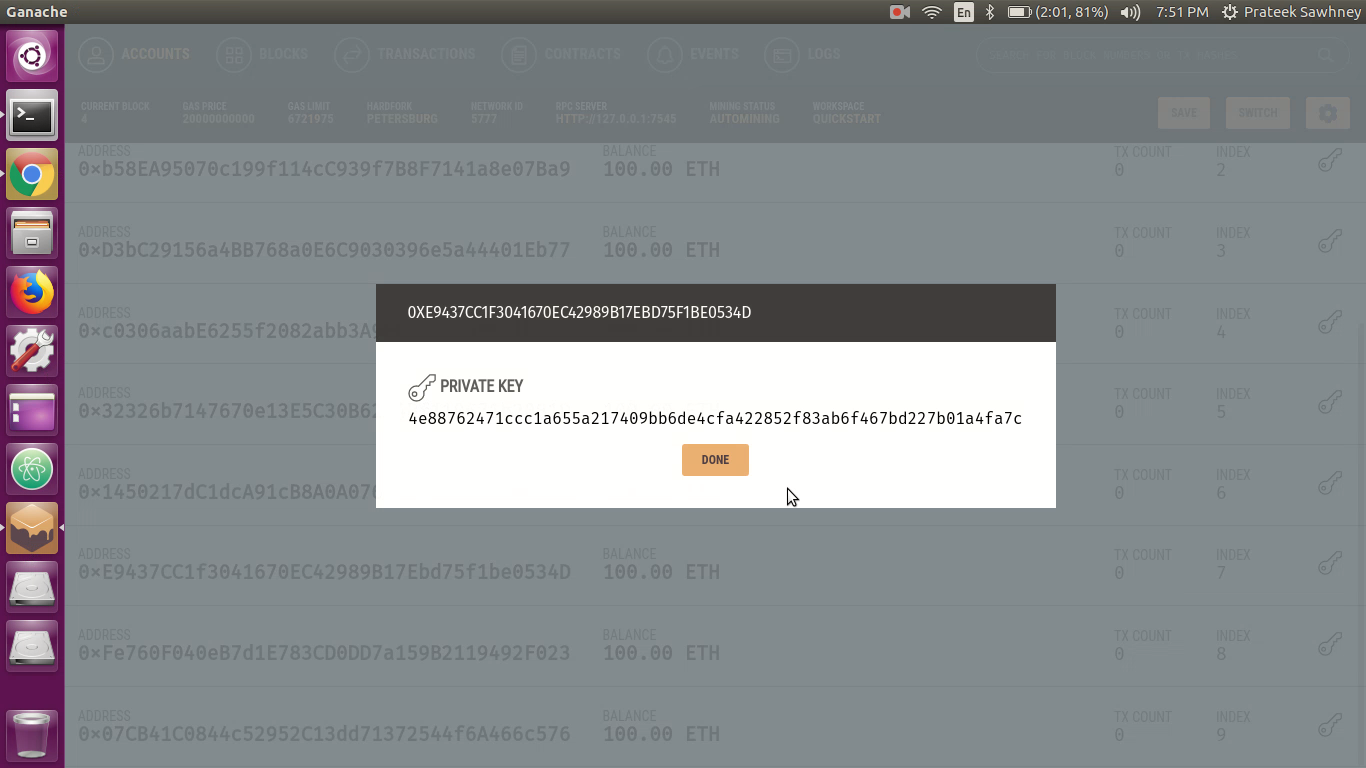 Ganache
En (2:01, 81%) 7:51 PM Prateek Sawhney
ACCOUNTS BLOCKS TRANSACTIONS CONTRACTS EVENTS LOGS SEARCH FOR BLOCK NUMBERS OR TX HASHES
CURRENT BLOCK GAS PRICE GAS LIMIT HARDFORK NETWORK ID RPC SERVER MINING STATUS WORKSPACE
4 20000000000 6721975 PETERSBURG 5777 HTTP://127.0.0.1:7545 AUTOMINING QUICKSTART
SAVE SWITCH
ADDRESS BALANCE TX COUNT INDEX
0×b58EA95070c199f114cC939f7B8F7141a8e07Ba9 100.00 ETH 0 2
ADDRESS BALANCE TX COUNT INDEX
0×D3bC29156a4BB768a0E6C9030396e5a44401Eb77 100.00 ETH 0 3
ADDRESS TX COUNT INDEX
0×c0306aabE6255f2082abb3A9 0 4
0XE9437CC1F3041670EC42989B17EBD75F1BE0534D
PRIVATE KEY
4e88762471ccc1a655a217409bb6de4cfa422852f83ab6f467bd227b01a4fa7c
DONE
ADDRESS TX COUNT INDEX
0×32326b7147670e13E5C30B62 0 5
ADDRESS TX COUNT INDEX
0×1450217dC1dcA91cB8A0A076 0 6
ADDRESS BALANCE TX COUNT INDEX
0×E9437CC1f3041670EC42989B17Ebd75f1be0534D 100.00 ETH 0 7
ADDRESS BALANCE TX COUNT INDEX
0×Fe760F040eB7d1E783CD0DD7a159B2119492F023 100.00 ETH 0 8
ADDRESS BALANCE TX COUNT INDEX
0×07CB41C0844c52952C13dd71372544f6A466c576 100.00 ETH 0 9